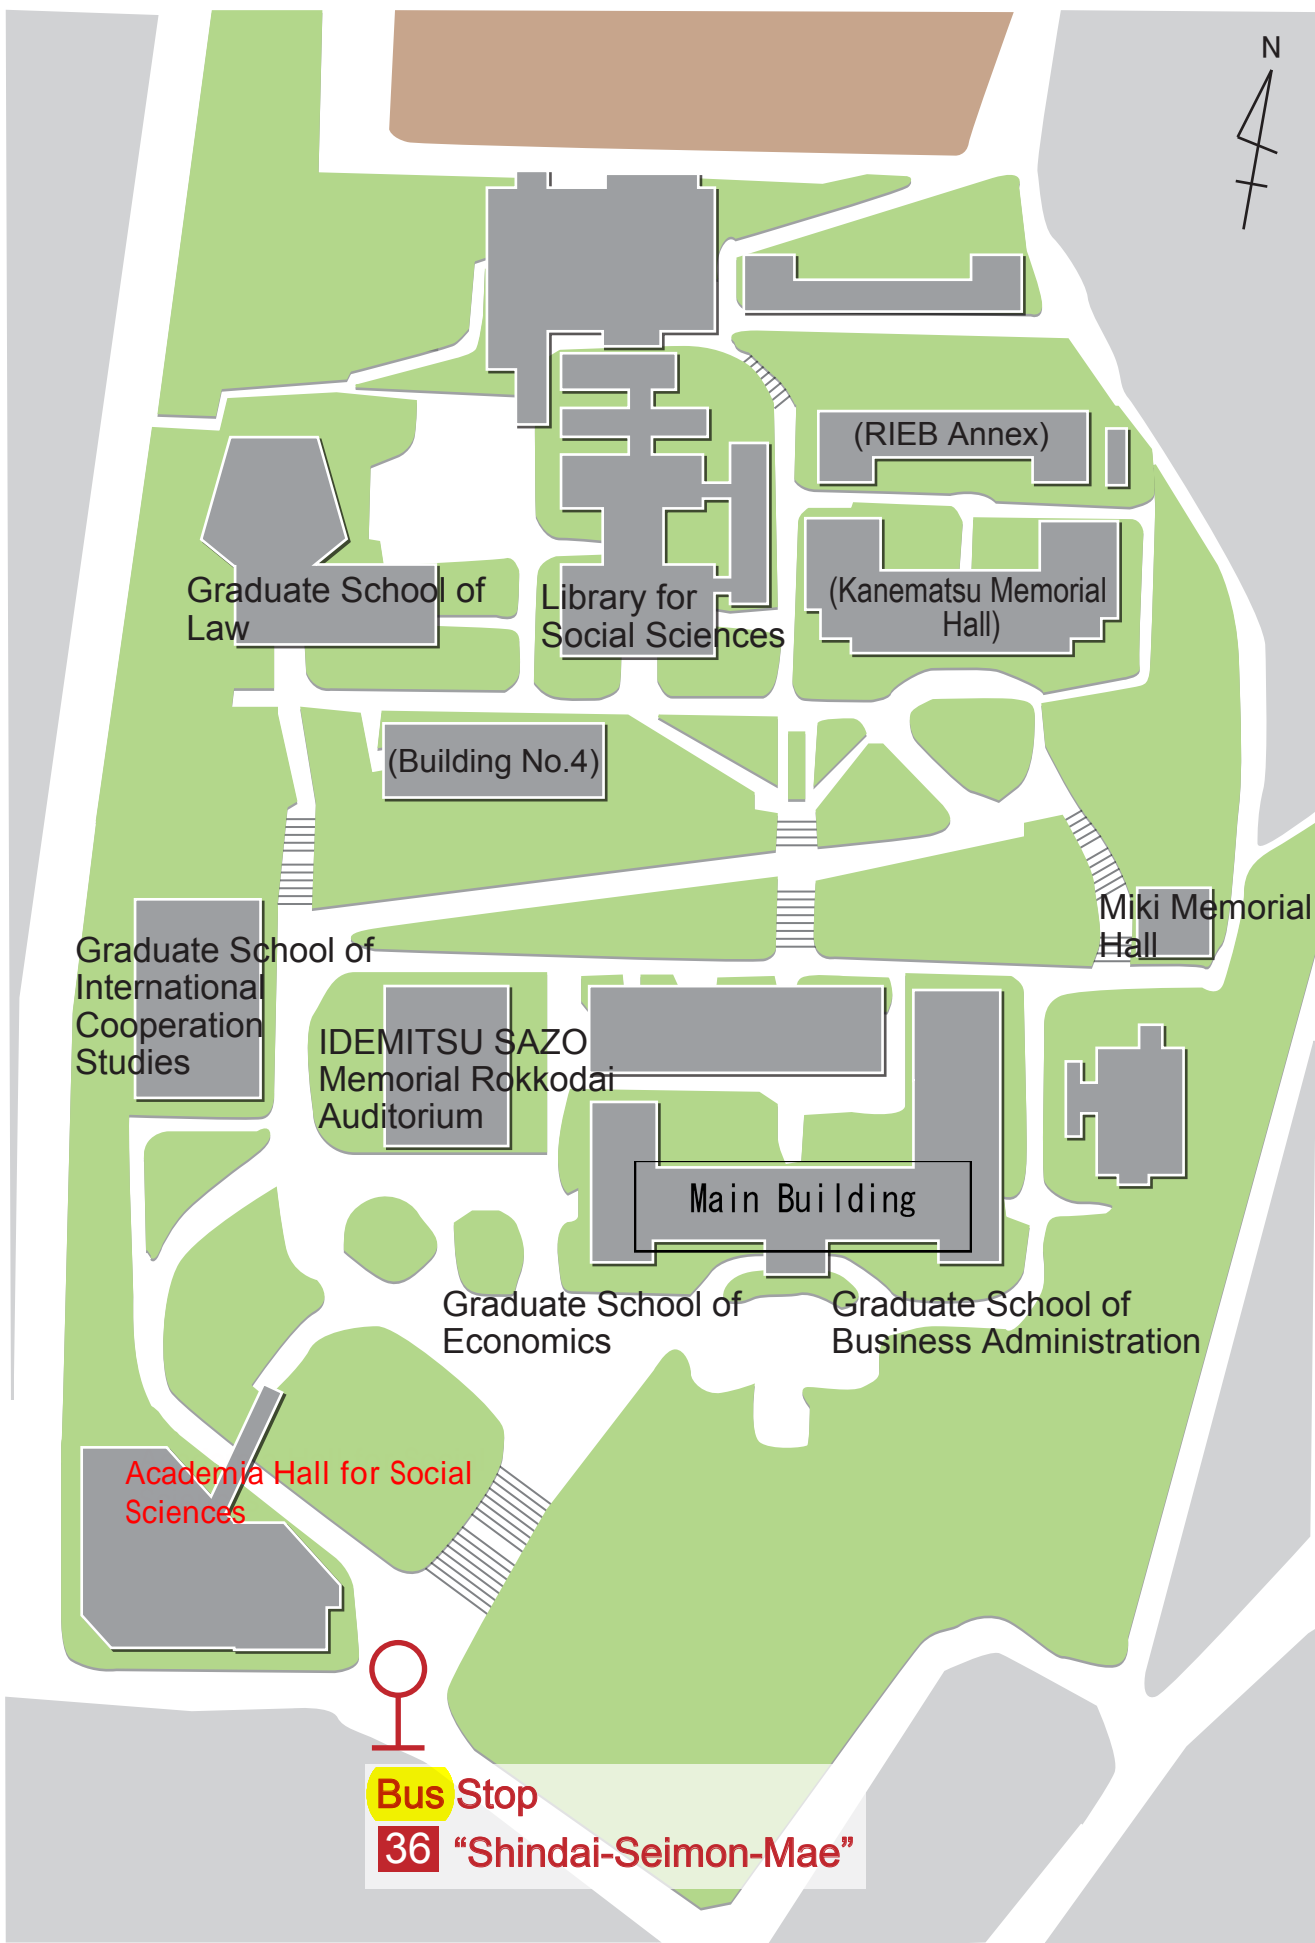 N
(RIEB Annex)
Graduate School of
Law
Library for
Social Sciences
(Kanematsu Memorial
Hall)
(Building No.4)
Miki Memorial
Hall
Graduate School of
International
Cooperation
Studies
IDEMITSU SAZO
Memorial Rokkodai
Auditorium
Main Building
Graduate School of
Economics
Graduate School of
Business Administration
Academia Hall for Social
Sciences
Bus Stop
36 “Shindai-Seimon-Mae”